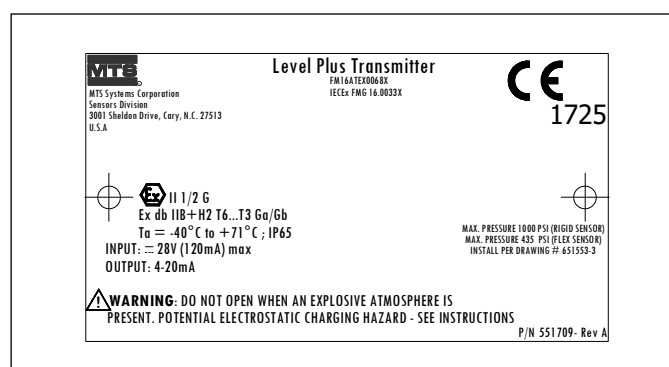 MTS
MTS Systems Corporation
Sensors Division
3001 Sheldon Drive, Cary, N.C. 27513
U.S.A
Level Plus Transmitter
FM16ATEX0068X
IECEx FMG 16.0033X
CE
1725
Ex II 1/2 G
Ex db IIB+H2 T6...T3 Ga/Gb
Ta = -40°C to +71°C ; IP65
INPUT: ⎓ 28V (120mA) max
OUTPUT: 4-20mA
MAX. PRESSURE 1000 PSI (RIGID SENSOR)
MAX. PRESSURE 435 PSI (FLEX SENSOR)
INSTALL PER DRAWING # 651553-3
WARNING: DO NOT OPEN WHEN AN EXPLOSIVE ATMOSPHERE IS
PRESENT. POTENTIAL ELECTROSTATIC CHARGING HAZARD - SEE INSTRUCTIONS
P/N 551709- Rev A